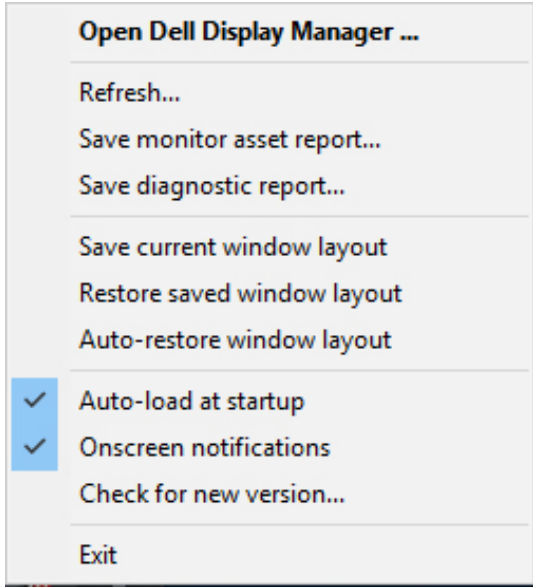 Open Dell Display Manager ...
Refresh...
Save monitor asset report...
Save diagnostic report...
Save current window layout
Restore saved window layout
Auto-restore window layout
Auto-load at startup
Onscreen notifications
Check for new version...
Exit